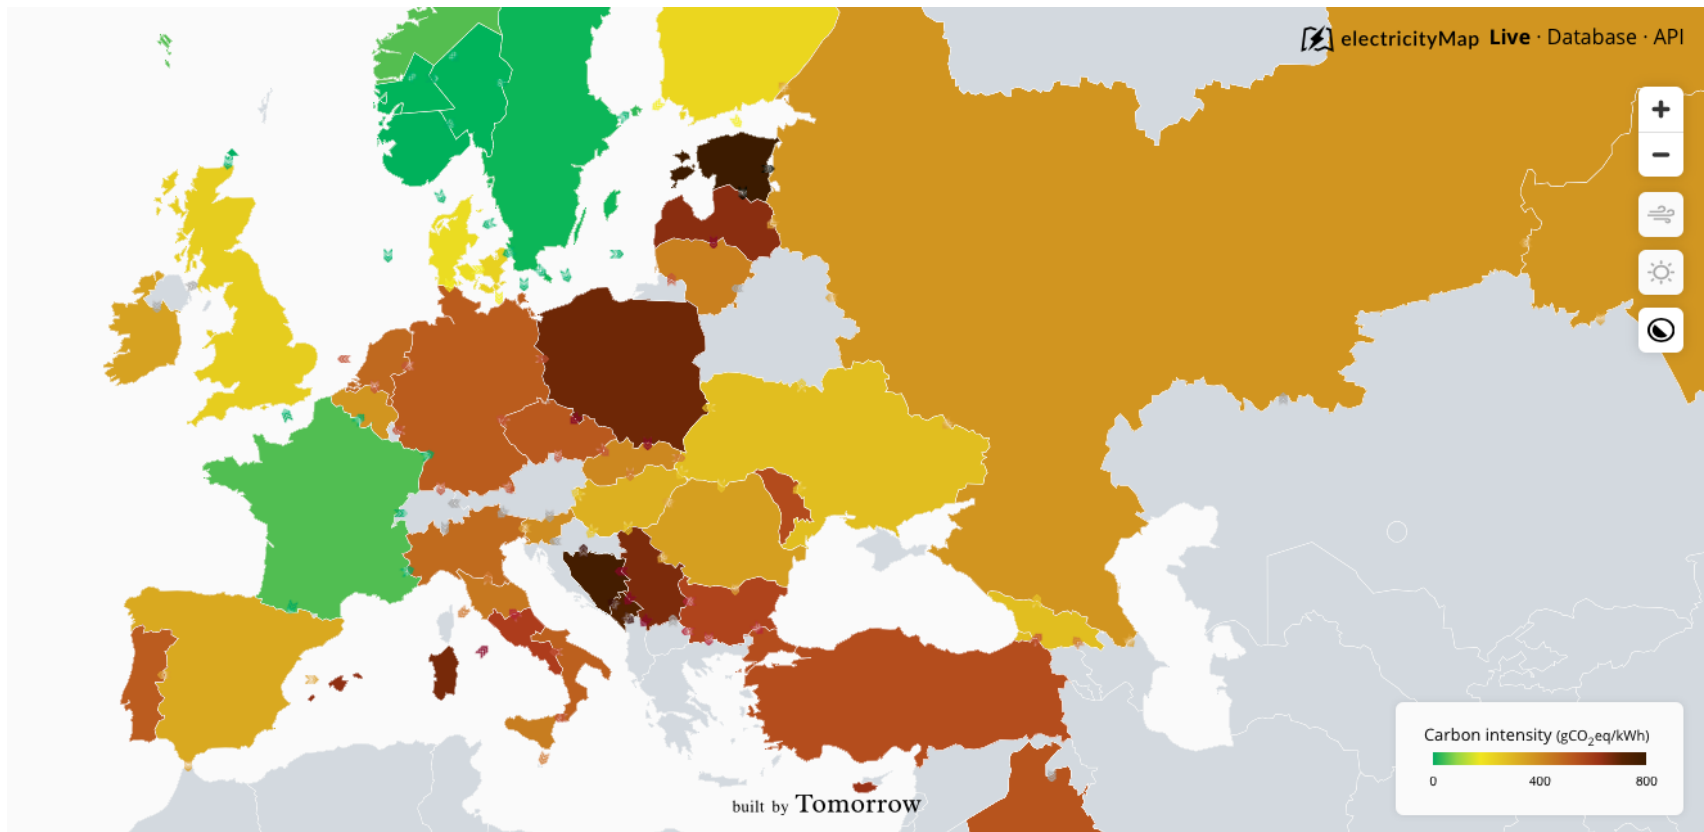 electricityMap Live · Database · API
+
−
Carbon intensity (gCO₂eq/kWh)
0 400 800
built by Tomorrow